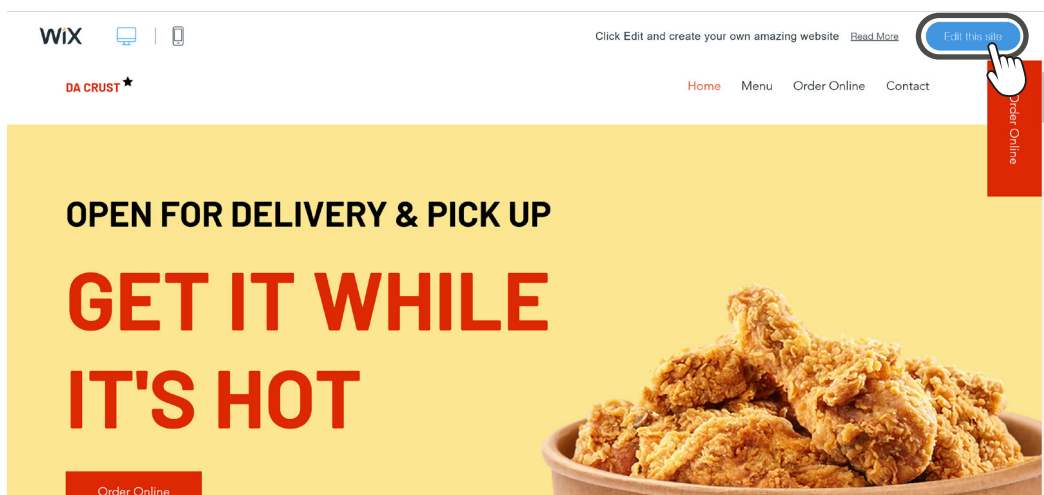 WiX
Click Edit and create your own amazing website Read More
Edit this site
DA CRUST
Home Menu Order Online Contact
Order Online
OPEN FOR DELIVERY & PICK UP
GET IT WHILE
IT'S HOT
Order Online